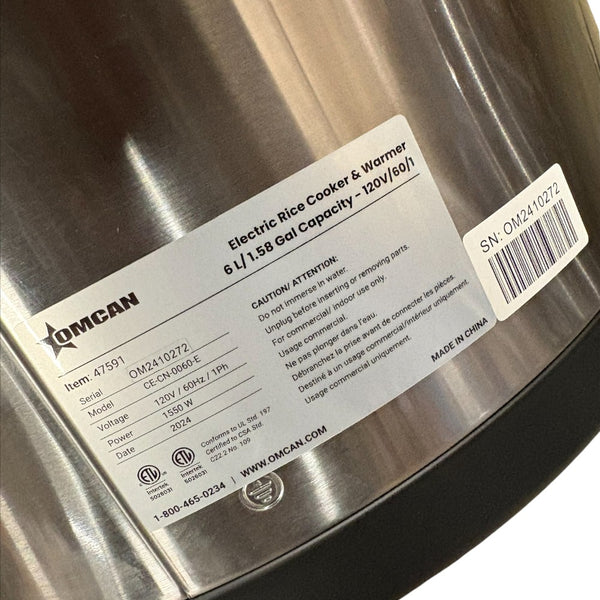 OMCAN
Electric Rice Cooker & Warmer
6 L/1.58 Gal Capacity - 120V/60/1
Item: 47591
Serial OM2410272
Model CE-CN-0060-E
Voltage 120V / 60Hz / 1Ph
Power 1550 W
Date 2024
CAUTION/ ATTENTION:
Do not immerse in water.
Unplug before inserting or removing parts.
For commercial/ indoor use only.
Usage commercial.
Ne pas plonger dans l'eau.
Débranchez la prise avant de connecter les pièces.
Destiné à un usage commercial/intérieur uniquement.
Usage commercial uniquement.
ETL
Intertek
5026031
ETL
Intertek
5026031
Conforms to UL Std. 197
Certified to CSA Std.
C22.2 No. 109
MADE IN CHINA
1-800-465-0234 | WWW.OMCAN.COM
SN: OM2410272